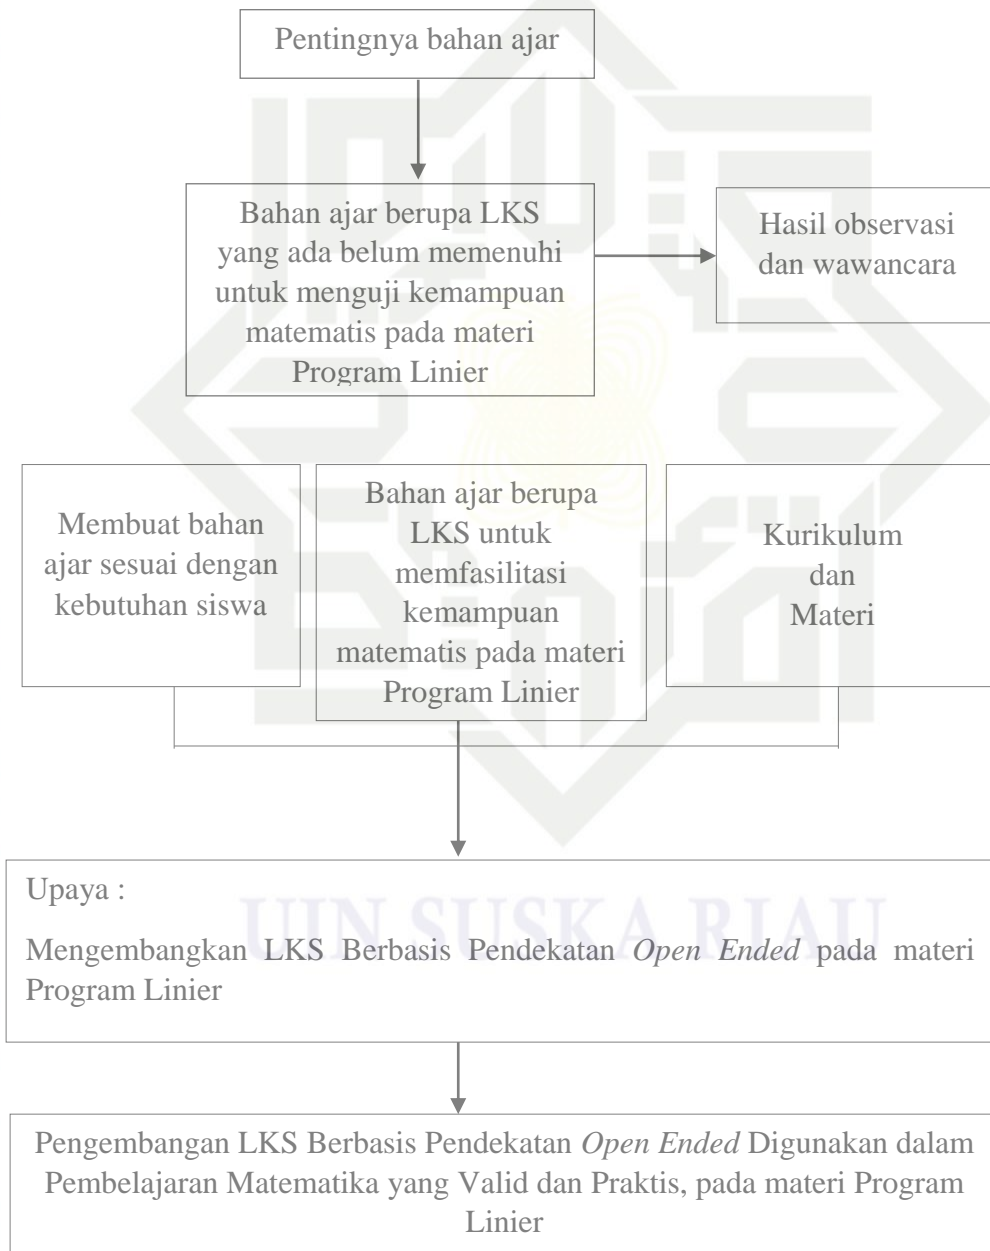 Pentingnya bahan ajar
Bahan ajar berupa LKS
yang ada belum memenuhi
untuk menguji kemampuan
matematis pada materi
Program Linier
Hasil observasi
dan wawancara
Membuat bahan
ajar sesuai dengan
kebutuhan siswa
Bahan ajar berupa
LKS untuk
memfasilitasi
kemampuan
matematis pada materi
Program Linier
Kurikulum
dan
Materi
Upaya :
UIN SUSKA RIAU
Mengembangkan LKS Berbasis Pendekatan Open Ended pada materi
Program Linier
Pengembangan LKS Berbasis Pendekatan Open Ended Digunakan dalam
Pembelajaran Matematika yang Valid dan Praktis, pada materi Program
Linier